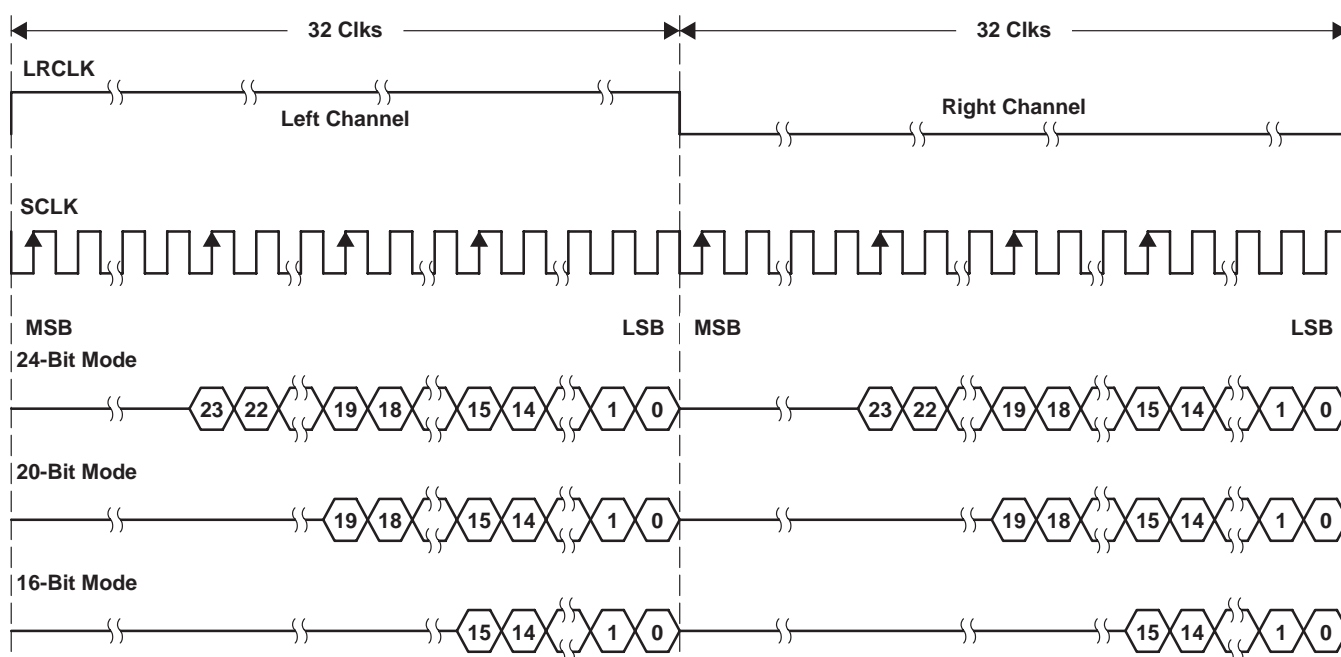 32 Clks 32 Clks
LRCLK
Left Channel Right Channel
SCLK
MSB LSB MSB LSB
24-Bit Mode
23 22 19 18 15 14 1 0 23 22 19 18 15 14 1 0
20-Bit Mode
19 18 15 14 1 0 19 18 15 14 1 0
16-Bit Mode
15 14 1 0 15 14 1 0